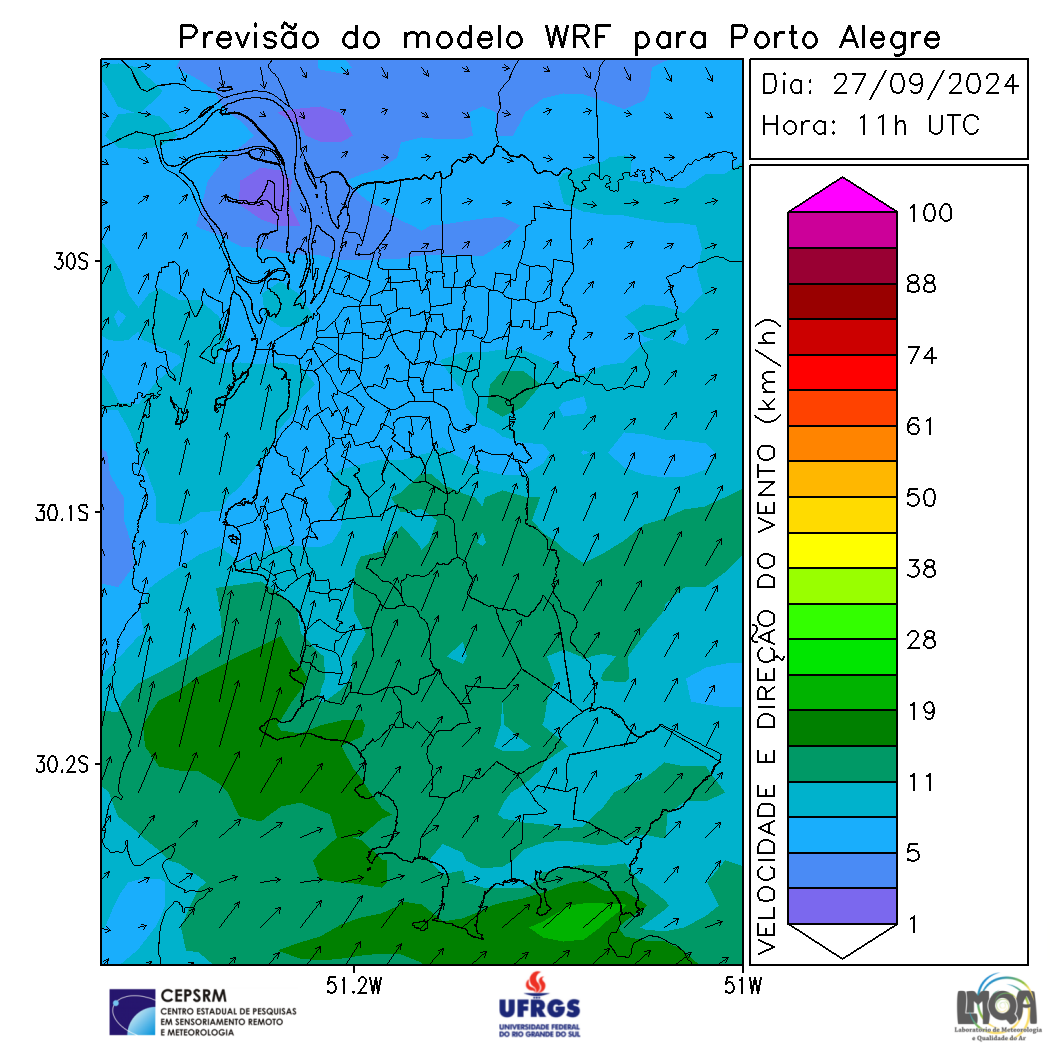 Previsão do modelo WRF para Porto Alegre
Dia: 27/09/2024
Hora: 11h UTC
30S
30.1S
30.2S
51.2W
51W
VELOCIDADE E DIREÇÃO DO VENTO (km/h)
100
88
74
61
50
38
28
19
11
5
1
CEPSRM
CENTRO ESTADUAL DE PESQUISAS
EM SENSORIAMENTO REMOTO
E METEOROLOGIA
UFRGS
UNIVERSIDADE FEDERAL
DO RIO GRANDE DO SUL
LMQA
Laboratório de Meteorologia
e Qualidade do Ar